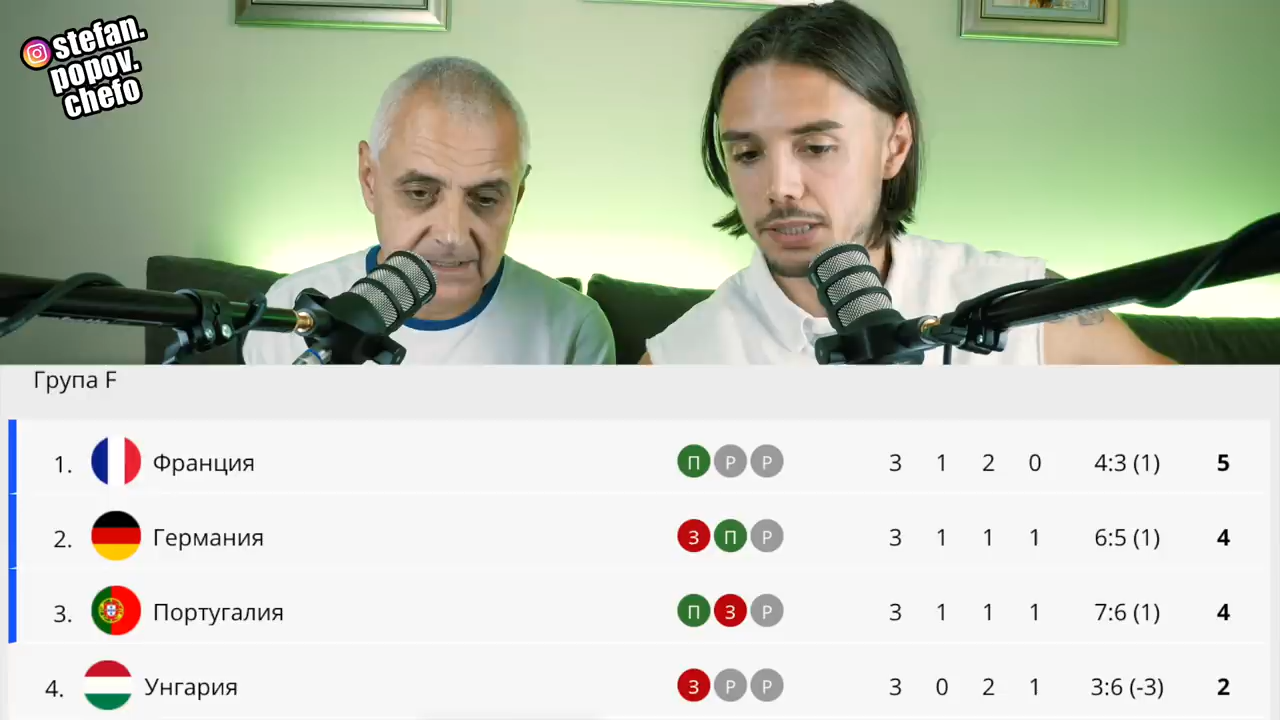 stefan.
popov.
chefo
Група F
1. Франция П Р Р 3 1 2 0 4:3 (1) 5
2. Германия З П Р 3 1 1 1 6:5 (1) 4
3. Португалия П З Р 3 1 1 1 7:6 (1) 4
4. Унгария З Р Р 3 0 2 1 3:6 (-3) 2